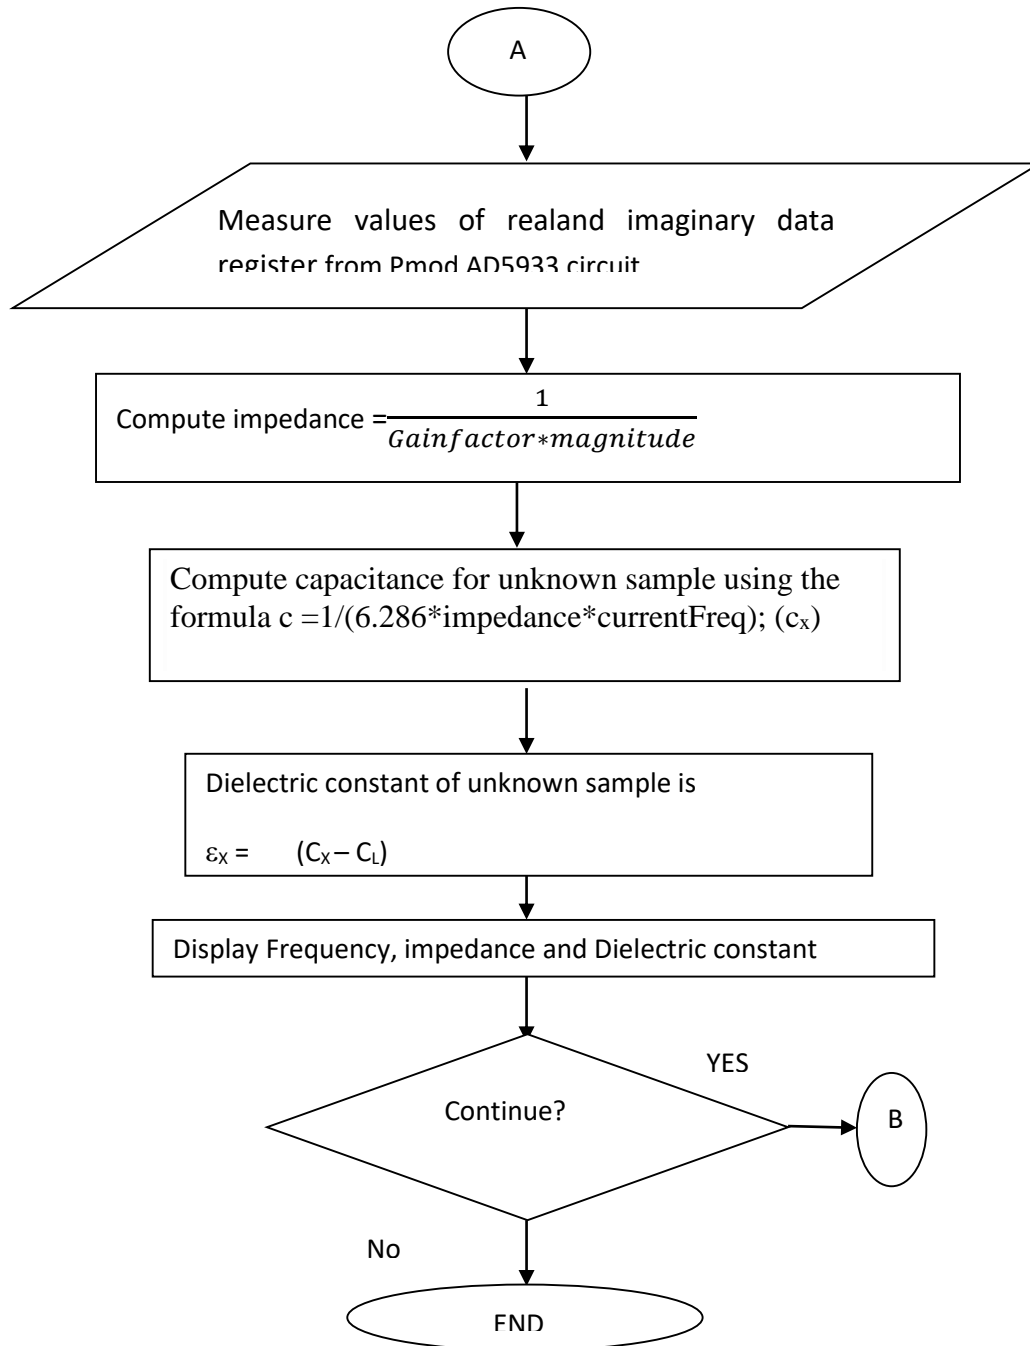 A
Measure values of realand imaginary data
register from Pmod AD5933 circuit
Compute impedance = 1
Gainfactor∗magnitude
Compute capacitance for unknown sample using the
formula c =1/(6.286*impedance*currentFreq); (cₓ)
Dielectric constant of unknown sample is
εX = (CX – CL)
Display Frequency, impedance and Dielectric constant
YES
Continue?
B
No
END